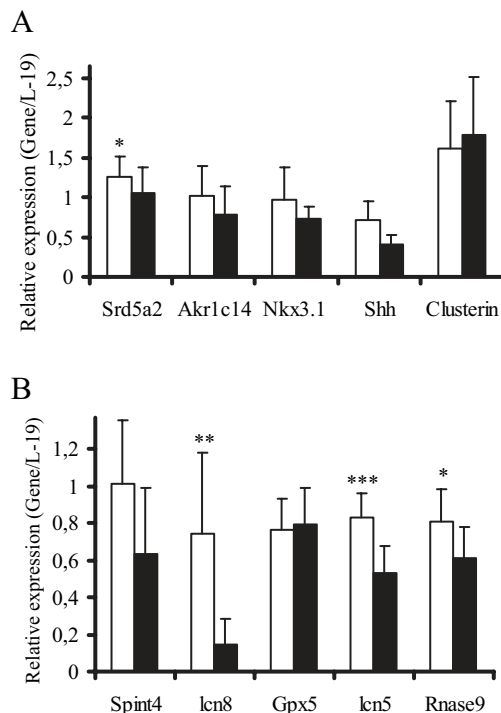 A
Relative expression (Gene/L-19)
2,5
2
1,5
1
0,5
0
*
Srd5a2 Akr1c14 Nkx3.1 Shh Clusterin
B
Relative expression (Gene/L-19)
1,2
1
0,8
0,6
0,4
0,2
0
** *** *
Spint4 lcn8 Gpx5 lcn5 Rnase9